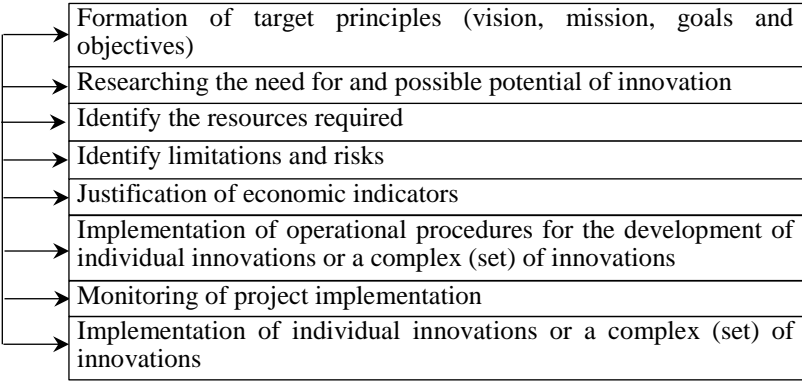 Formation of target principles (vision, mission, goals and
objectives)
Researching the need for and possible potential of innovation
Identify the resources required
Identify limitations and risks
Justification of economic indicators
Implementation of operational procedures for the development of
individual innovations or a complex (set) of innovations
Monitoring of project implementation
Implementation of individual innovations or a complex (set) of
innovations